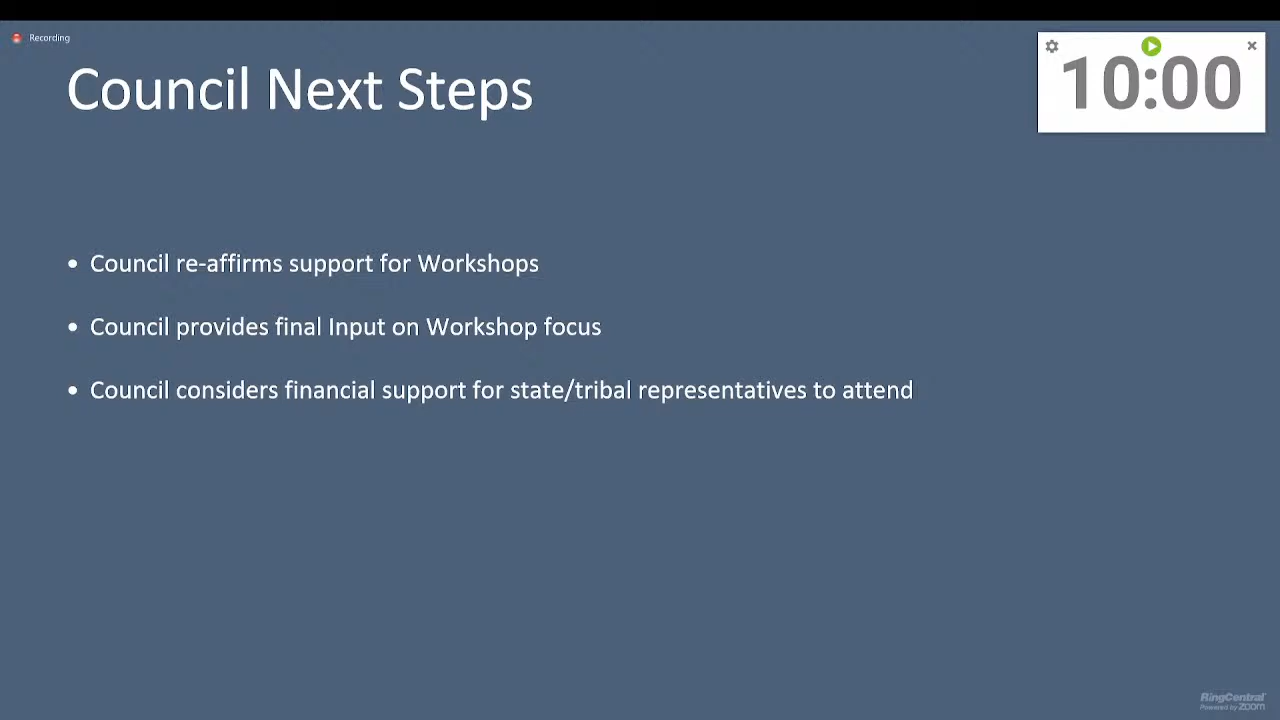 Recording
10:00
Council Next Steps
• Council re-affirms support for Workshops
• Council provides final Input on Workshop focus
• Council considers financial support for state/tribal representatives to attend
RingCentral
Powered by zoom